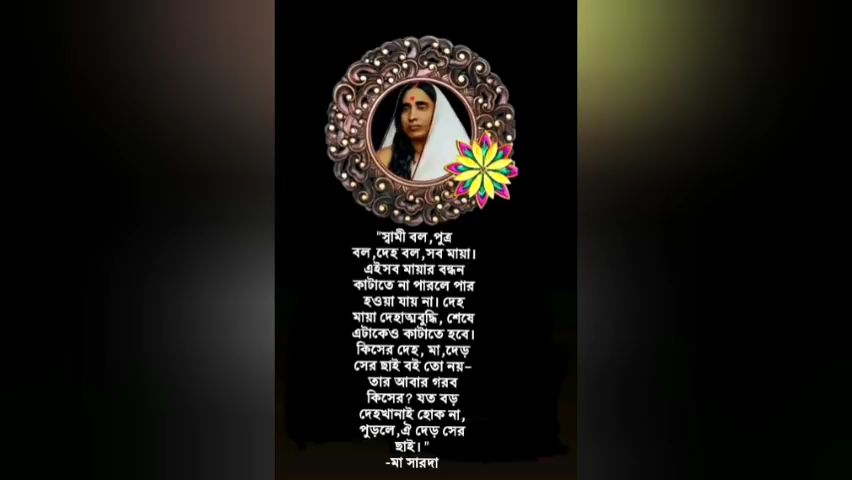 "স্বামী বল,পুত্র
বল,দেহ বল,সব মায়া।
এইসব মায়ার বন্ধন
কাটাতে না পারলে পার
হওয়া যায় না। দেহ
মায়া দেহাত্মবুদ্ধি, শেষে
এটাকেও কাটাতে হবে।
কিসের দেহ, মা,দেড়
সের ছাই বই তো নয়–
তার আবার গরব
কিসের? যত বড়
দেহখানাই হোক না,
পুড়লে,ঐ দেড় সের
ছাই।"
-মা সারদা